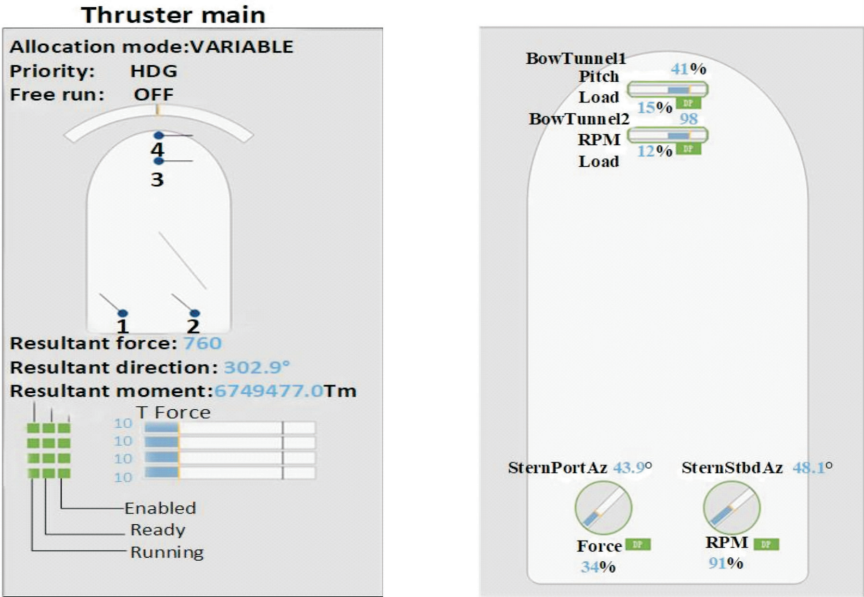 Thruster main
Allocation mode:VARIABLE
Priority: HDG
Free run: OFF
4
3
1 2
Resultant force: 760
Resultant direction: 302.9°
Resultant moment:6749477.0Tm
T Force
10
10
10
10
Enabled
Ready
Running
BowTunnel1
Pitch 41%
Load 15% DP
BowTunnel2 98
RPM
Load 12% DP
SternPortAz 43.9° SternStbdAz 48.1°
Force DP RPM DP
34% 91%